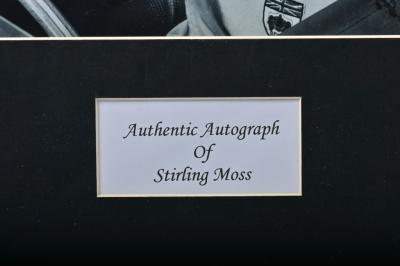 Authentic Autograph
Of
Stirling Moss